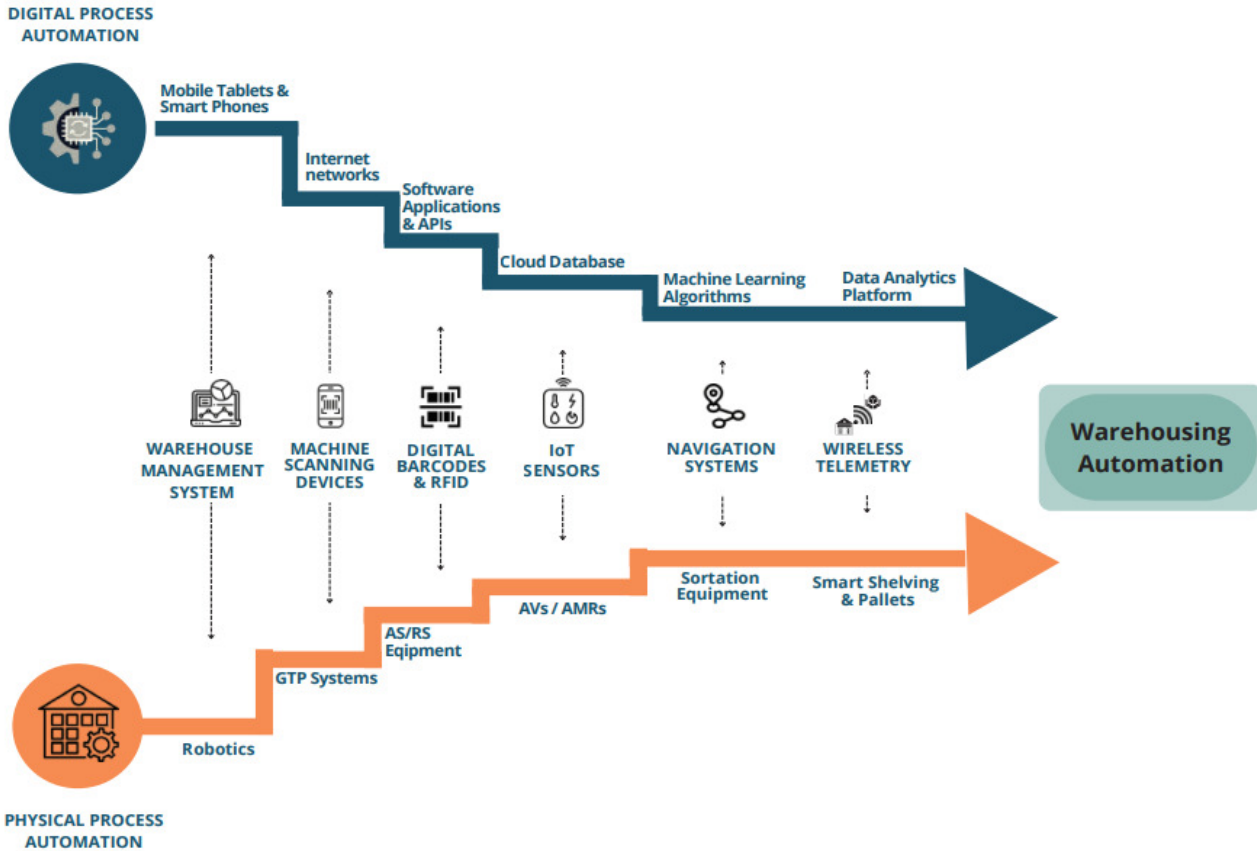 DIGITAL PROCESS
AUTOMATION
Mobile Tablets &
Smart Phones
Internet
networks
Software
Applications
& APIs
Cloud Database
Machine Learning
Algorithms
Data Analytics
Platform
WAREHOUSE
MANAGEMENT
SYSTEM
MACHINE
SCANNING
DEVICES
DIGITAL
BARCODES
& RFID
IoT
SENSORS
NAVIGATION
SYSTEMS
WIRELESS
TELEMETRY
Warehousing
Automation
Robotics
GTP Systems
AS/RS
Eqipment
AVs / AMRs
Sortation
Equipment
Smart Shelving
& Pallets
PHYSICAL PROCESS
AUTOMATION